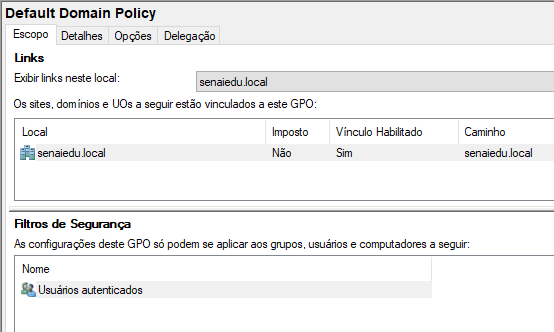 Default Domain Policy
Escopo Detalhes Opções Delegação
Links
Exibir links neste local: senaiedu.local
Os sites, domínios e UOs a seguir estão vinculados a este GPO:
Local Imposto Vínculo Habilitado Caminho
senaiedu.local Não Sim senaiedu.local
Filtros de Segurança
As configurações deste GPO só podem se aplicar aos grupos, usuários e computadores a seguir:
Nome
Usuários autenticados